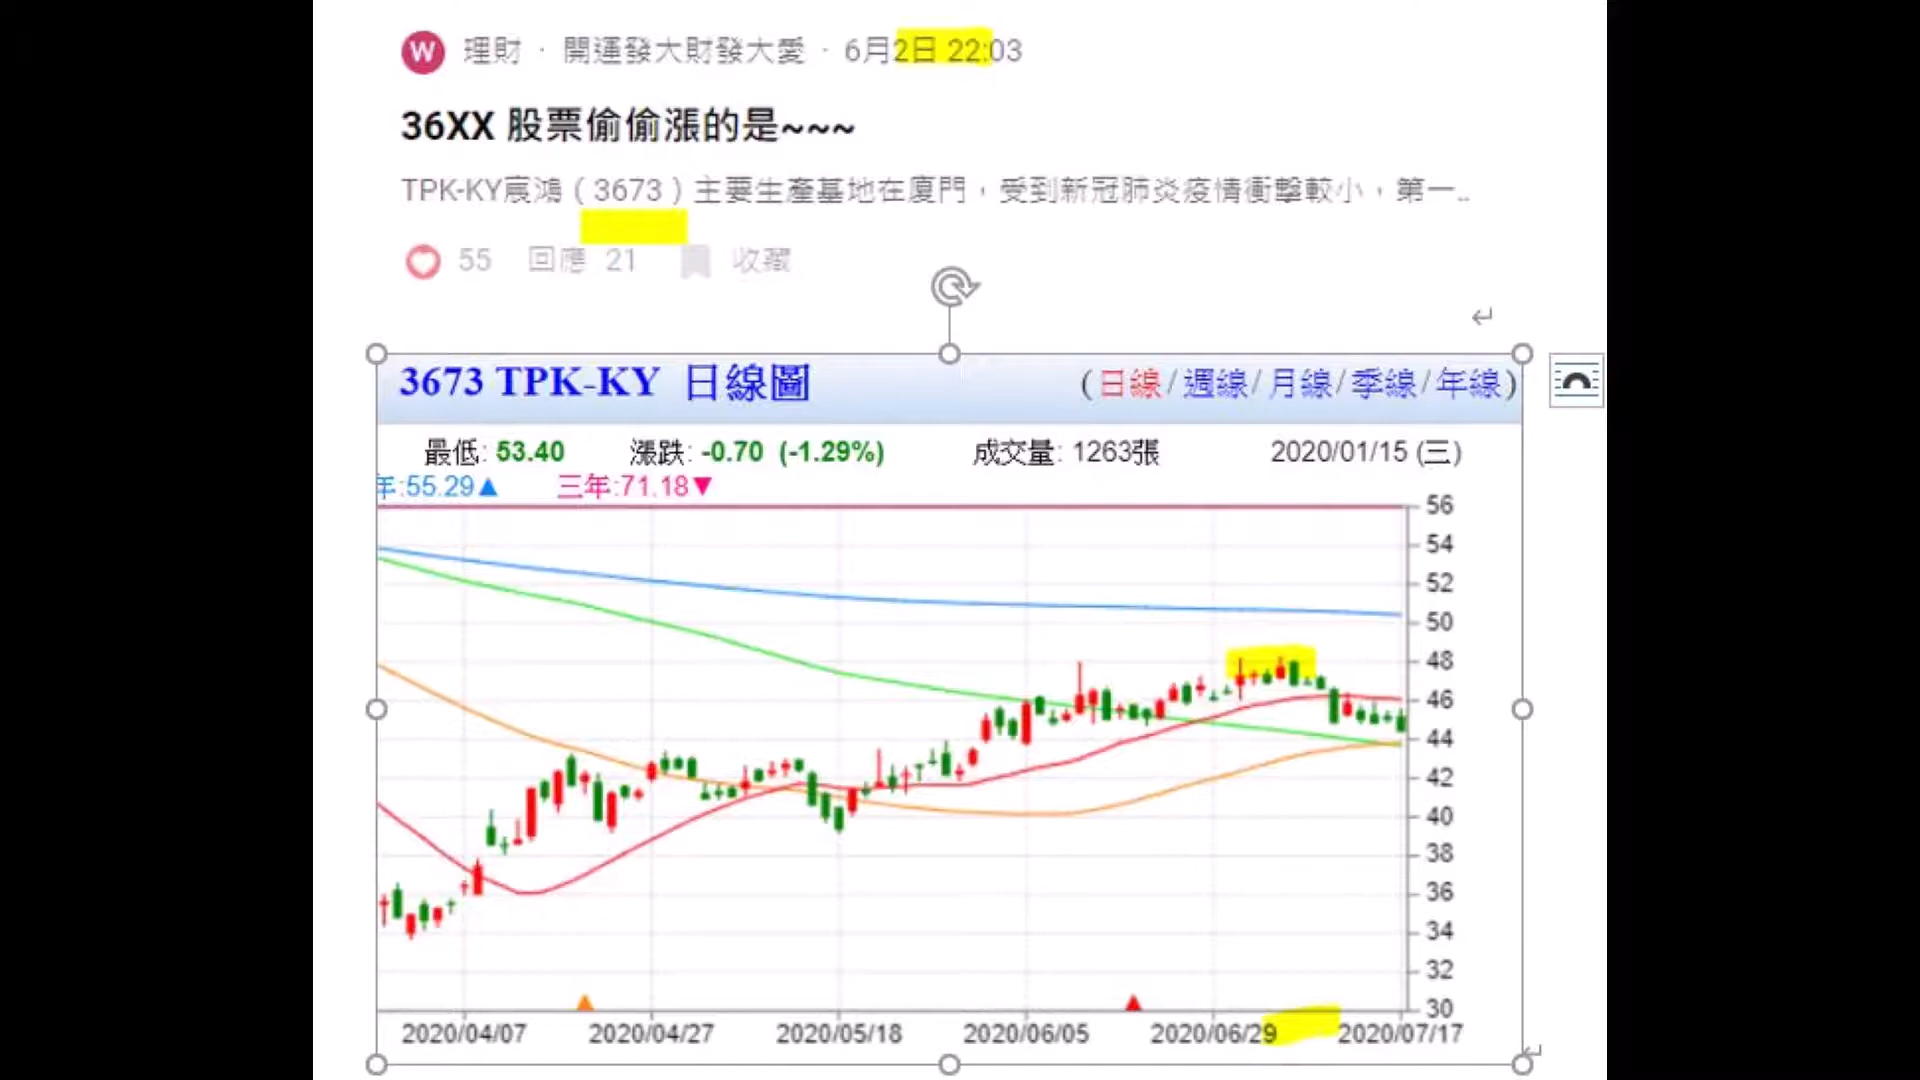 W 理財 · 開運發大財發大愛 · 6月2日 22:03
36XX 股票偷偷漲的是~~~
TPK-KY宸鴻（3673）主要生產基地在廈門，受到新冠肺炎疫情衝擊較小，第一..
55 回應 21 收藏
3673 TPK-KY 日線圖 (日線/週線/月線/季線/年線)
最低: 53.40 漲跌: -0.70 (-1.29%) 成交量: 1263張 2020/01/15 (三)
年:55.29▲ 三年:71.18▼
56
54
52
50
48
46
44
42
40
38
36
34
32
30
2020/04/07 2020/04/27 2020/05/18 2020/06/05 2020/06/29 2020/07/17